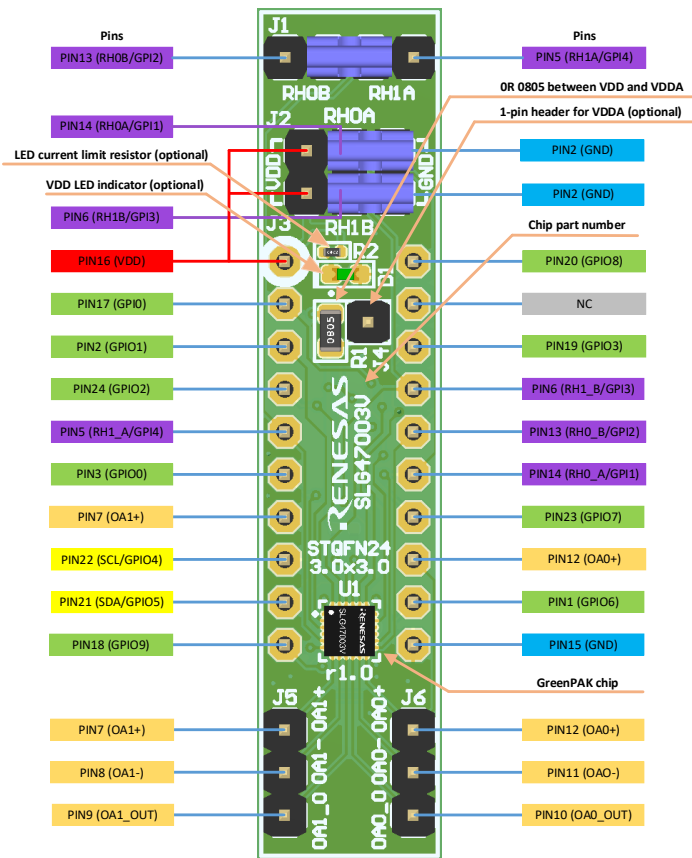 J1
Pins
Pins
PIN13 (RH0B/GPI2)
PIN5 (RH1A/GPI4)
RH0B
RH1A
0R 0805 between VDD and VDDA
RH0A
J2
1-pin header for VDDA (optional)
PIN14 (RH0A/GPI1)
LED current limit resistor (optional)
PIN2 (GND)
VDD
GND
VDD LED indicator (optional)
PIN2 (GND)
PIN6 (RH1B/GPI3)
J3
RH1B
Chip part number
R2
PIN16 (VDD)
PIN20 (GPIO8)
D1
PIN17 (GPI0)
NC
0805
R1
J4
PIN2 (GPIO1)
PIN19 (GPIO3)
PIN24 (GPIO2)
PIN6 (RH1_B/GPI3)
RENESAS
SLG47003V
PIN5 (RH1_A/GPI4)
PIN13 (RH0_B/GPI2)
PIN3 (GPIO0)
PIN14 (RH0_A/GPI1)
PIN7 (OA1+)
PIN23 (GPIO7)
STQFN24
3.0x3.0
PIN22 (SCL/GPIO4)
PIN12 (OA0+)
U1
PIN21 (SDA/GPIO5)
PIN1 (GPIO6)
RENESAS
SLG47003V
PIN18 (GPIO9)
PIN15 (GND)
r1.0
GreenPAK chip
J5
J6
OA1+
OA0+
PIN7 (OA1+)
PIN12 (OA0+)
OA1-
OA0-
PIN8 (OA1-)
PIN11 (OAO-)
OA1_O
OA0_O
PIN9 (OA1_OUT)
PIN10 (OA0_OUT)